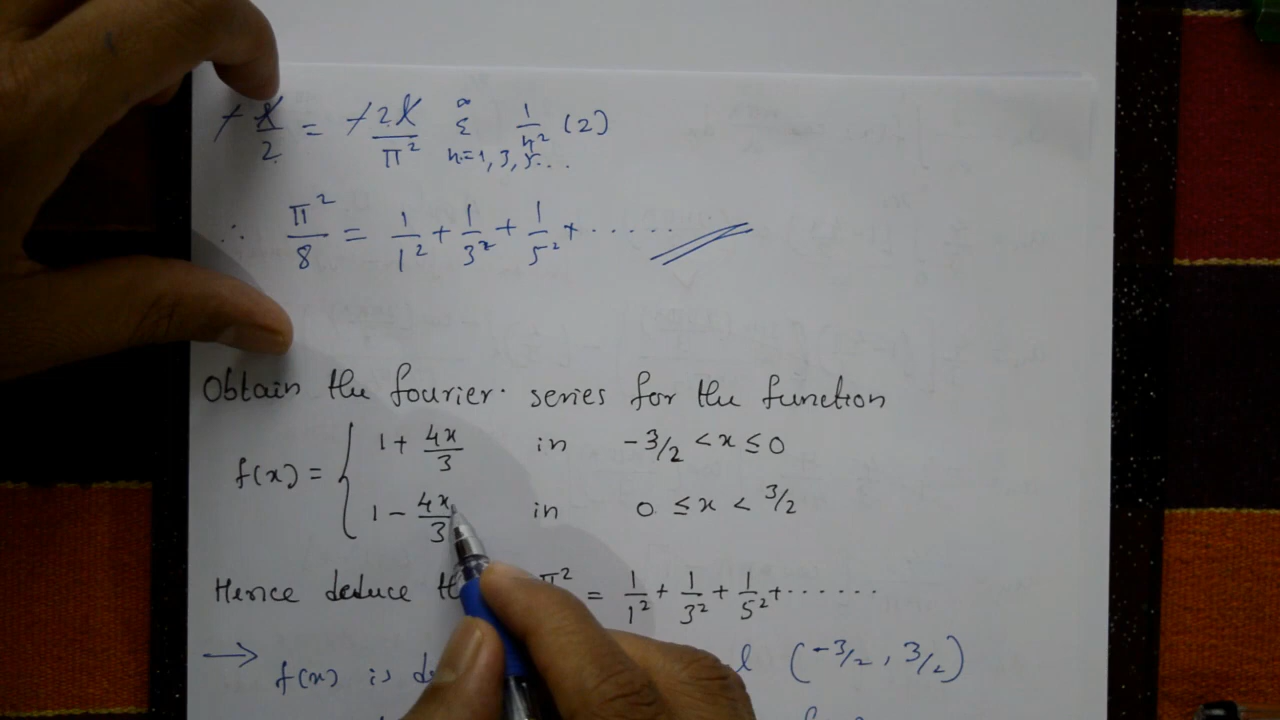 -l/2 = -2l/π² ∞ Σ n=1,3,5... 1/n² (2)
∴ π²/8 = 1/1² + 1/3² + 1/5² + ......
Obtain the fourier series for the function
f(x) = { 1 + 4x/3 in -3/2 < x ≤ 0
1 - 4x/3 in 0 ≤ x < 3/2
Hence deduce π² = 1/1² + 1/3² + 1/5² + ......
→ f(x) is (-3/2, 3/2)